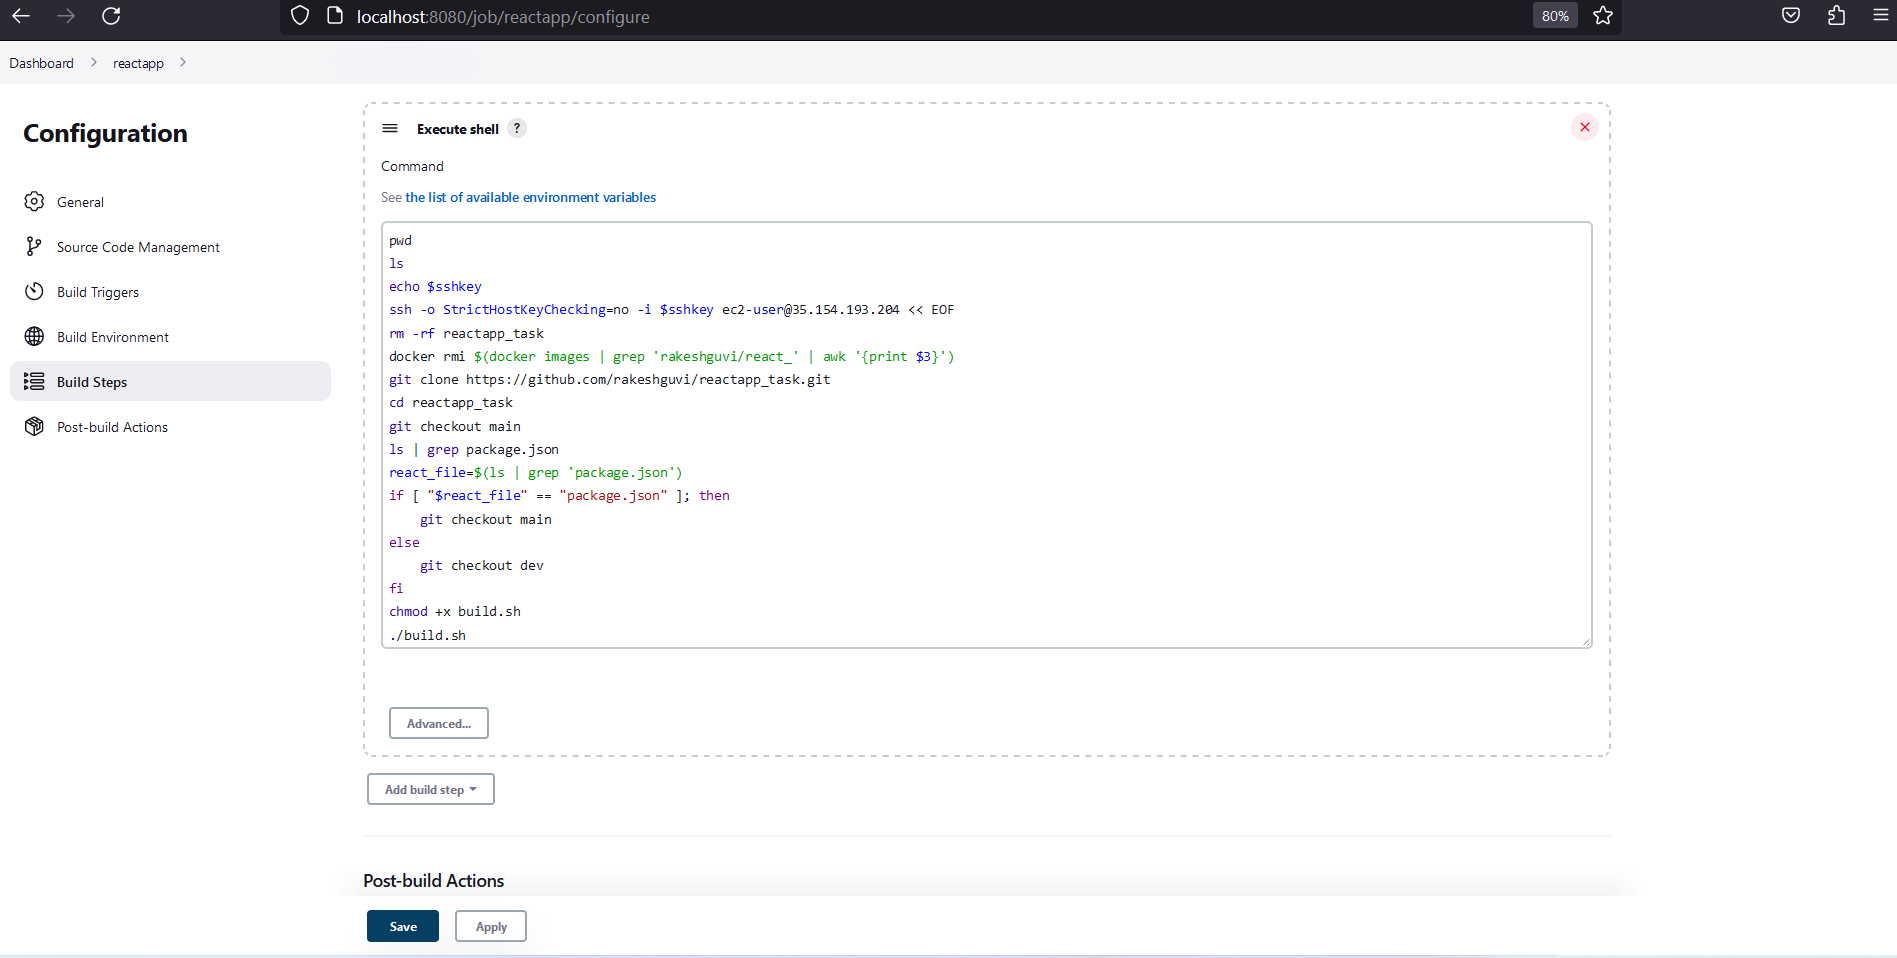 localhost:8080/job/reactapp/configure
80%
Dashboard > reactapp >
Configuration
General
Source Code Management
Build Triggers
Build Environment
Build Steps
Post-build Actions
Execute shell ?
Command
See the list of available environment variables
pwd
ls
echo $sshkey
ssh -o StrictHostKeyChecking=no -i $sshkey ec2-user@35.154.193.204 << EOF
rm -rf reactapp_task
docker rmi $(docker images | grep 'rakeshguvi/react_' | awk '{print $3}')
git clone https://github.com/rakeshguvi/reactapp_task.git
cd reactapp_task
git checkout main
ls | grep package.json
react_file=$(ls | grep 'package.json')
if [ "$react_file" == "package.json" ]; then
    git checkout main
else
    git checkout dev
fi
chmod +x build.sh
./build.sh
Advanced...
Add build step
Post-build Actions
Save
Apply